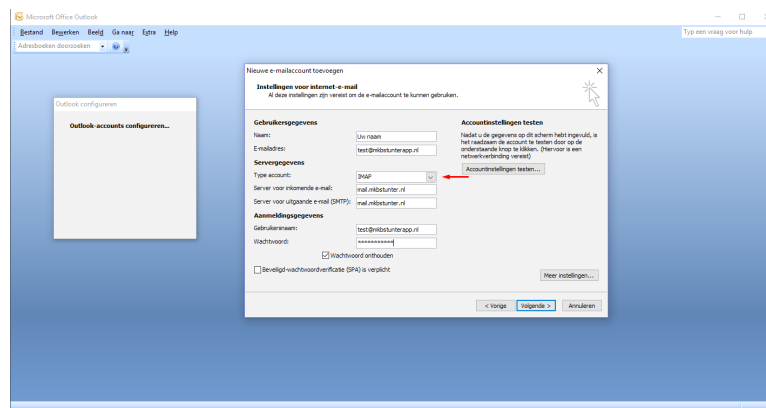 Microsoft Office Outlook
Bestand Bewerken Beeld Ga naar Extra Help
Typ een vraag voor hulp
Adresboeken doorzoeken
Outlook configureren
Outlook-accounts configureren...
Nieuwe e-mailaccount toevoegen
Instellingen voor internet-e-mail
Al deze instellingen zijn vereist om de e-mailaccount te kunnen gebruiken.
Gebruikersgegevens
Naam: Uw naam
E-mailadres: test@mkbstunterapp.nl
Servergegevens
Type account: IMAP
Server voor inkomende e-mail: mail.mkbstunter.nl
Server voor uitgaande e-mail (SMTP): mail.mkbstunter.nl
Aanmeldingsgegevens
Gebruikersnaam: test@mkbstunterapp.nl
Wachtwoord: ***********
Wachtwoord onthouden
Beveiligd-wachtwoordverificatie (SPA) is verplicht
Accountinstellingen testen
Nadat u de gegevens op dit scherm hebt ingevuld, is
het raadzaam de account te testen door op de
onderstaande knop te klikken. (Hiervoor is een
netwerkverbinding vereist)
Accountinstellingen testen...
Meer instellingen...
< Vorige Volgende > Annuleren